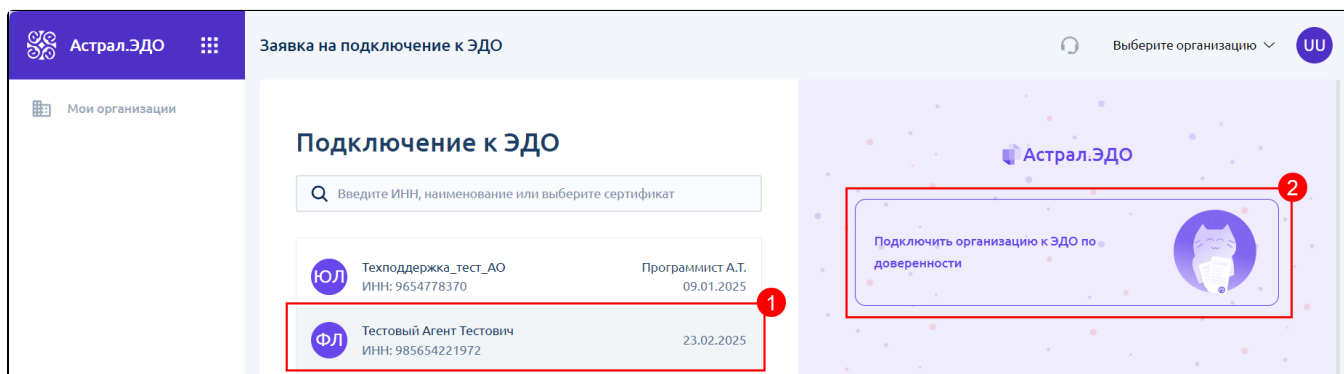 Астрал.ЭДО
Заявка на подключение к ЭДО
Выберите организацию
UU
Мои организации
Подключение к ЭДО
Введите ИНН, наименование или выберите сертификат
ЮЛ
Техподдержка_тест_АО
Программист А.Т.
ИНН: 9654778370
09.01.2025
1
ФЛ
Тестовый Агент Тестович
23.02.2025
ИНН: 985654221972
Астрал.ЭДО
2
Подключить организацию к ЭДО по
доверенности